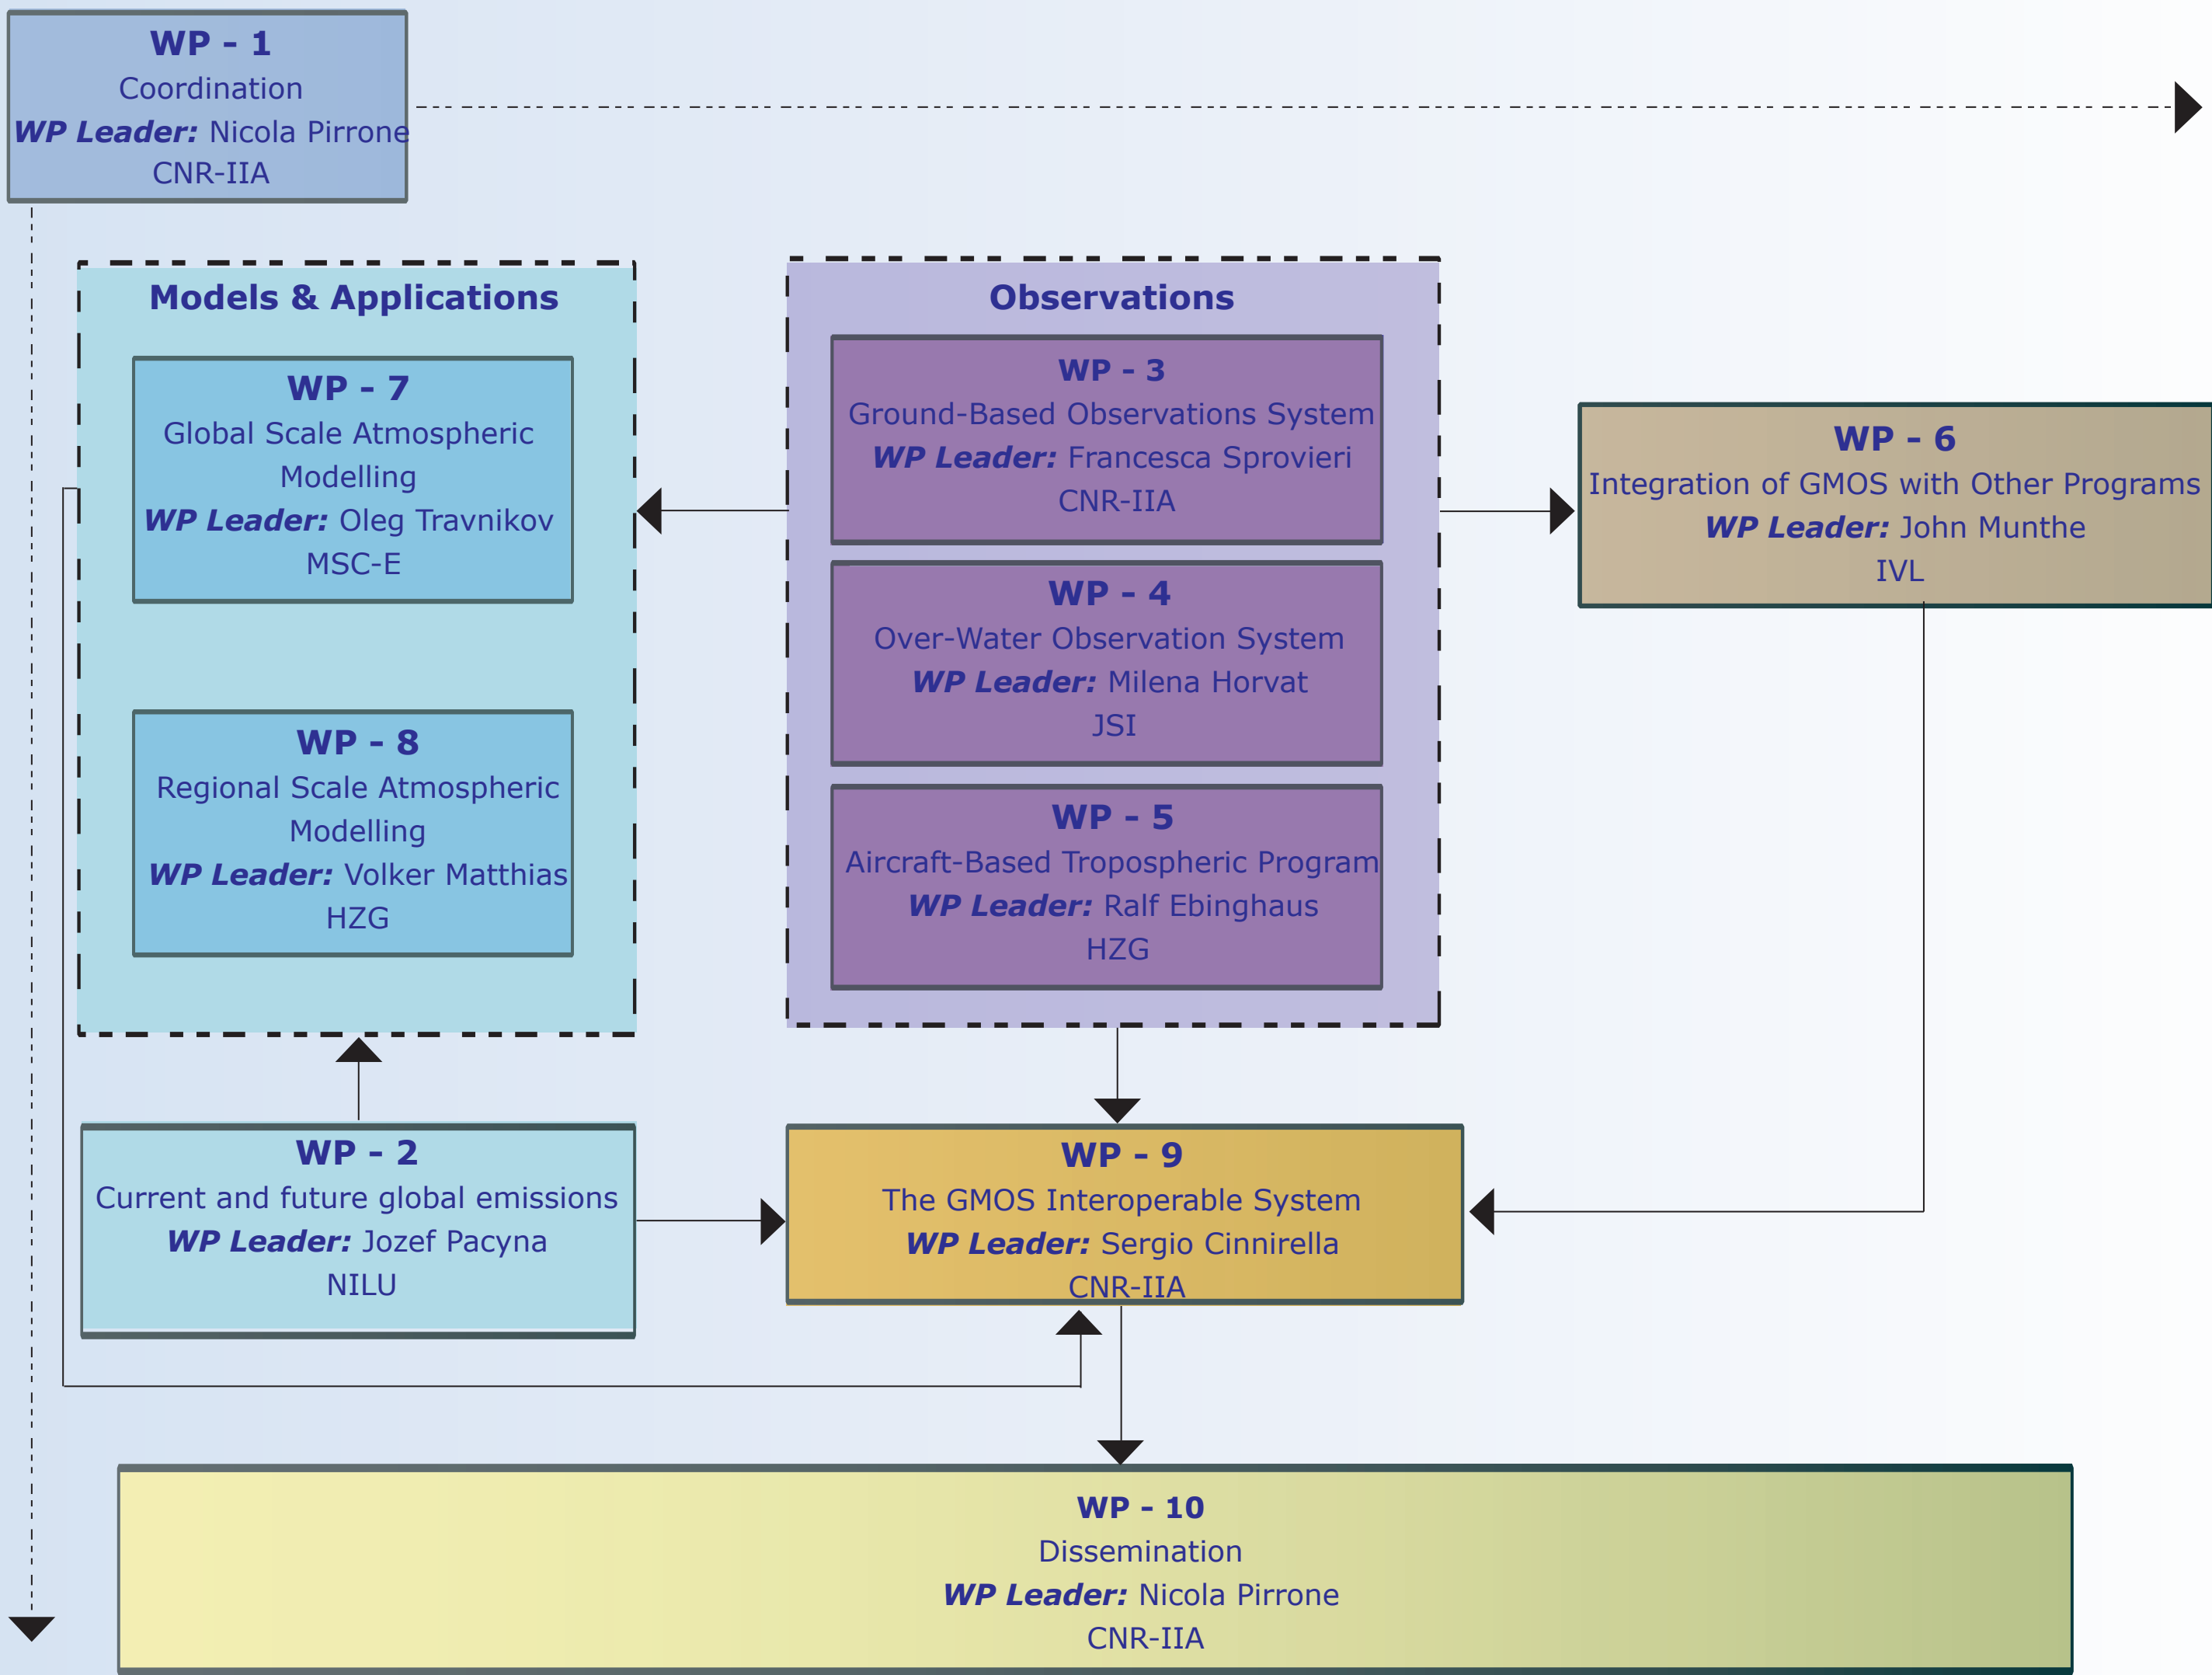 WP - 1
Coordination
WP Leader: Nicola Pirrone
CNR-IIA
Models & Applications
WP - 7
Global Scale Atmospheric
Modelling
WP Leader: Oleg Travnikov
MSC-E
WP - 8
Regional Scale Atmospheric
Modelling
WP Leader: Volker Matthias
HZG
Observations
WP - 3
Ground-Based Observations System
WP Leader: Francesca Sprovieri
CNR-IIA
WP - 4
Over-Water Observation System
WP Leader: Milena Horvat
JSI
WP - 5
Aircraft-Based Tropospheric Program
WP Leader: Ralf Ebinghaus
HZG
WP - 6
Integration of GMOS with Other Programs
WP Leader: John Munthe
IVL
WP - 2
Current and future global emissions
WP Leader: Jozef Pacyna
NILU
WP - 9
The GMOS Interoperable System
WP Leader: Sergio Cinnirella
CNR-IIA
WP - 10
Dissemination
WP Leader: Nicola Pirrone
CNR-IIA